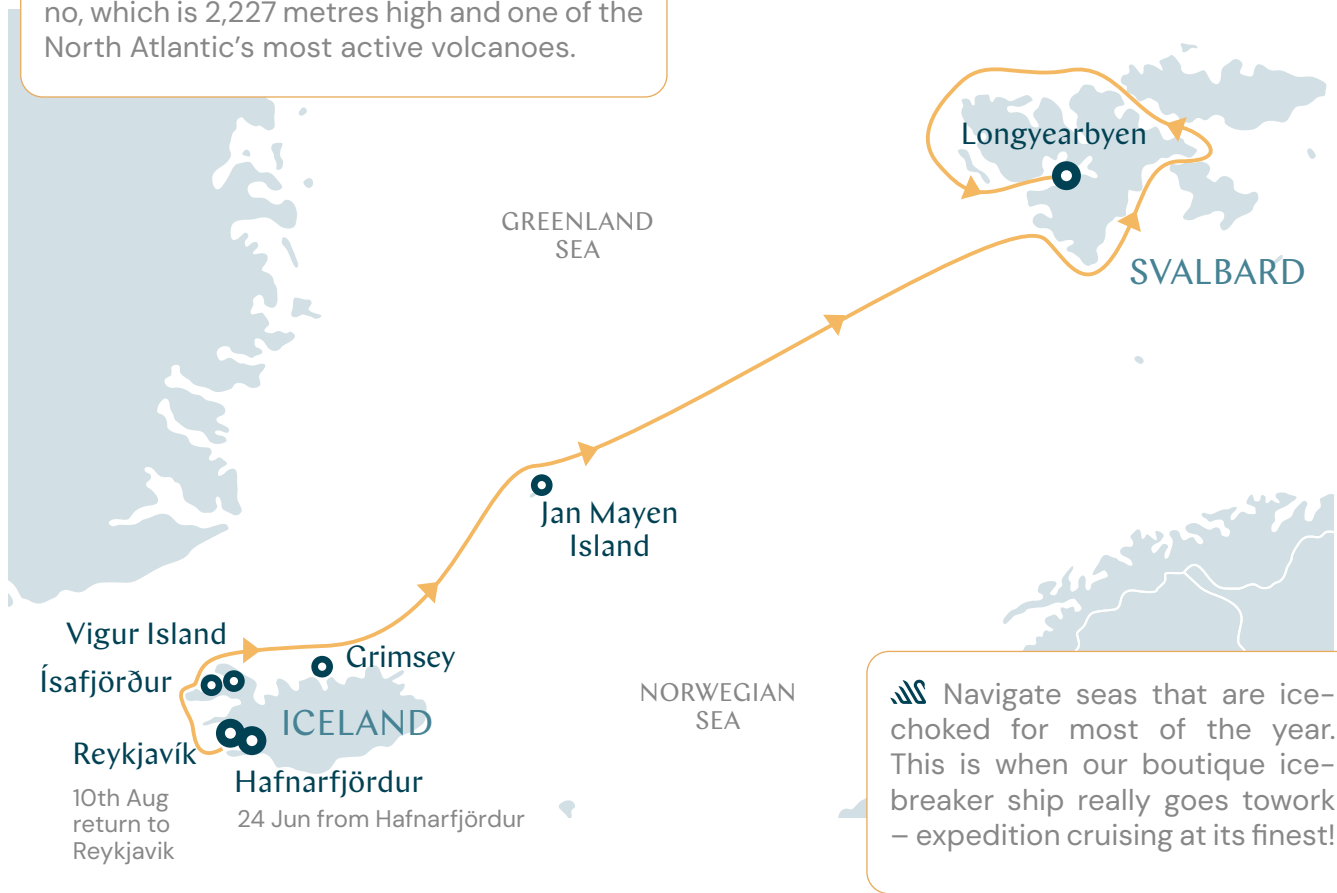 no, which is 2,227 metres high and one of the
North Atlantic’s most active volcanoes.
Longyearbyen
GREENLAND
SEA
SVALBARD
Jan Mayen
Island
Vigur Island
Grimsey
Ísafjörður
ICELAND
NORWEGIAN
SEA
Reykjavík
Hafnarfjördur
10th Aug
return to
Reykjavik
24 Jun from Hafnarfjördur
Navigate seas that are ice-
choked for most of the year.
This is when our boutique ice-
breaker ship really goes towork
– expedition cruising at its finest!